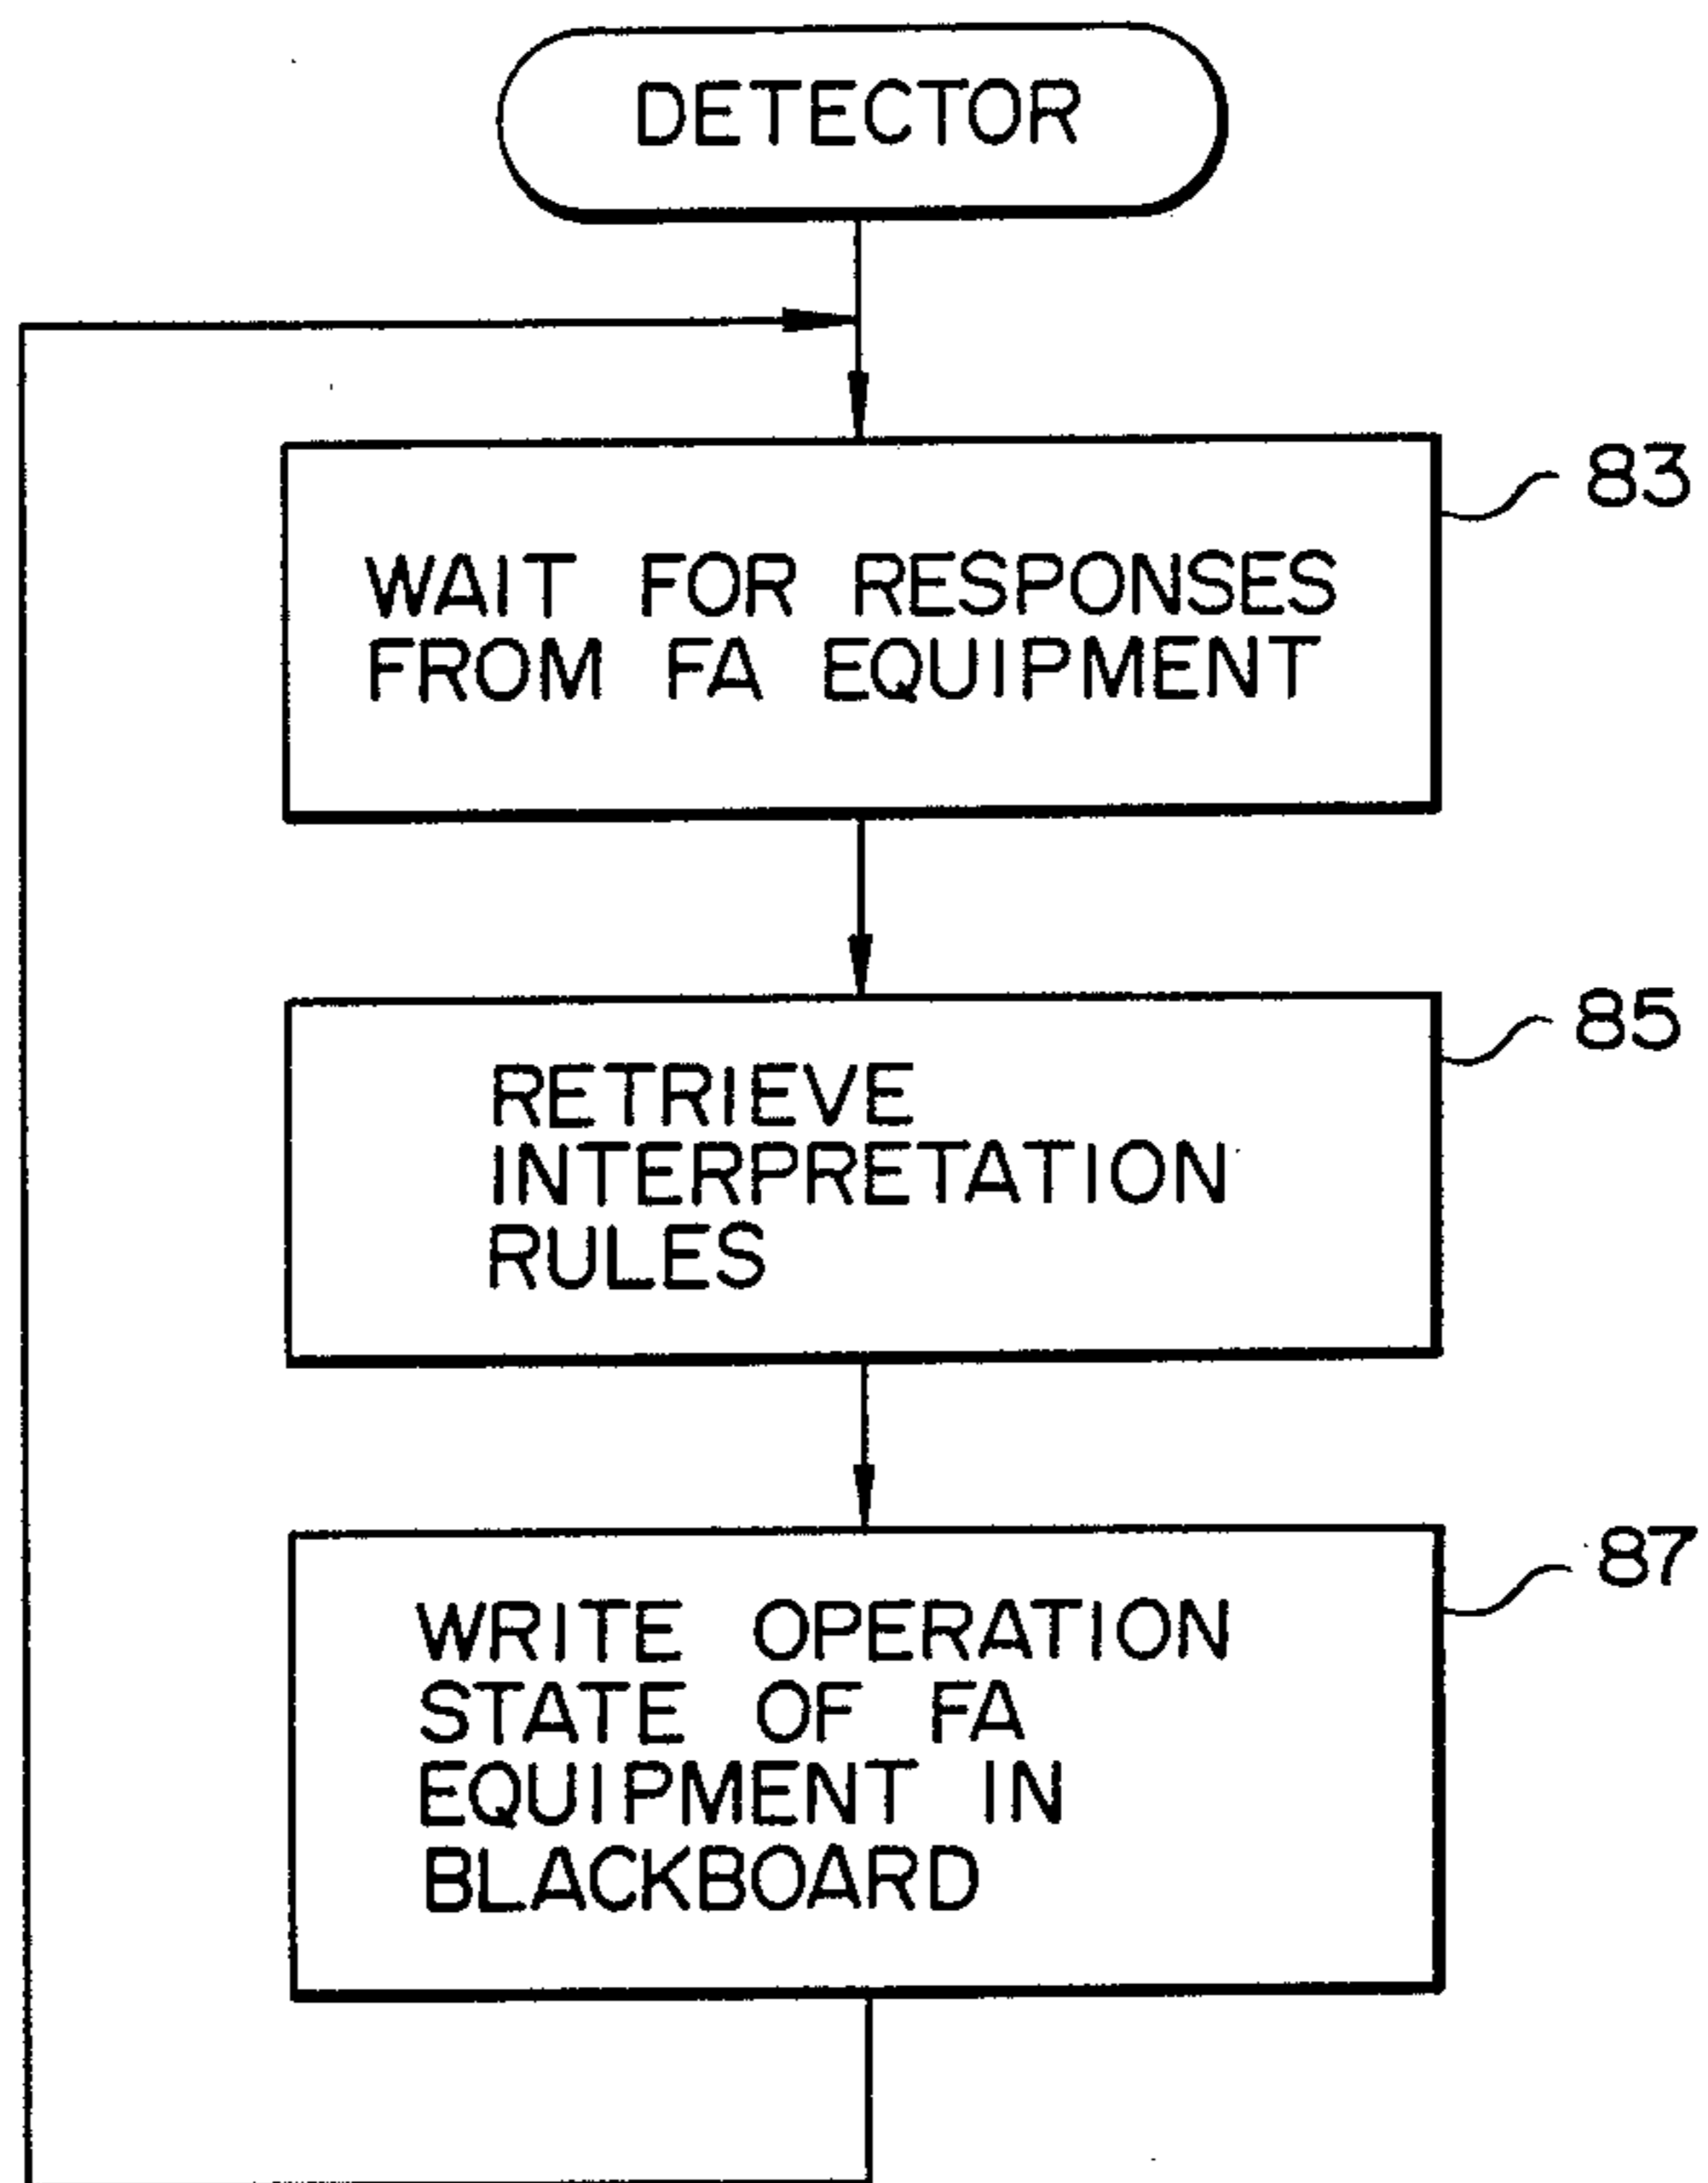 DETECTOR
83
WAIT FOR RESPONSES
FROM FA EQUIPMENT
85
RETRIEVE
INTERPRETATION
RULES
87
WRITE OPERATION
STATE OF FA
EQUIPMENT IN
BLACKBOARD